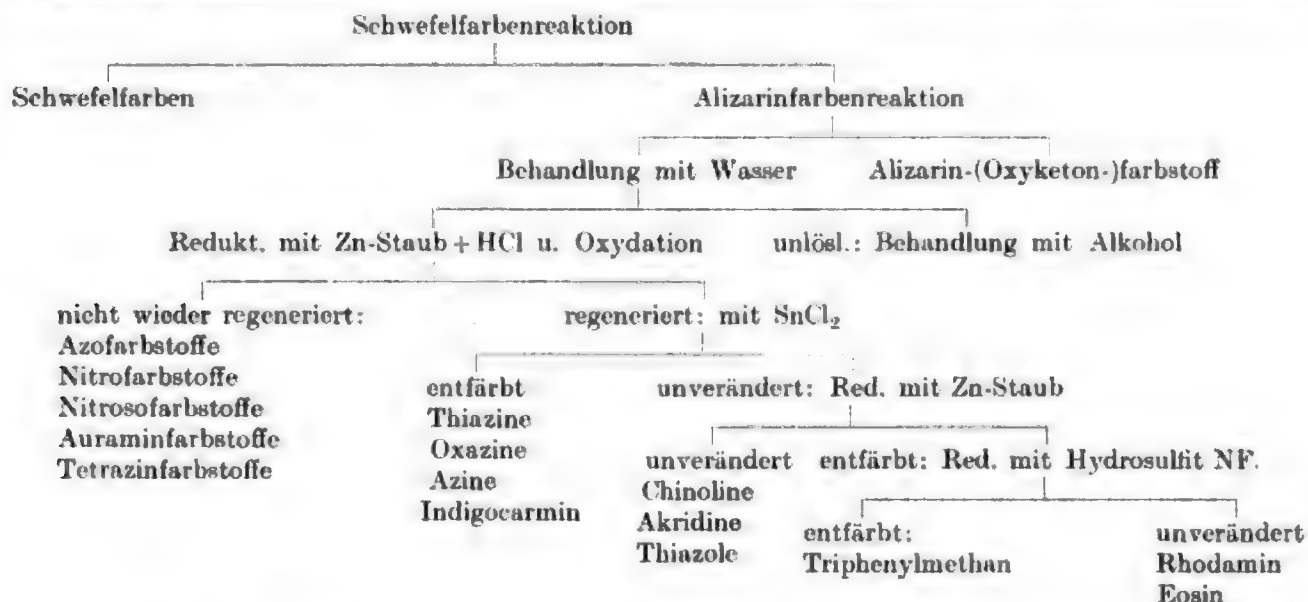 Schwefelfarbenreaktion
Schwefelfarben
Alizarinfarbenreaktion
Behandlung mit Wasser
Alizarin-(Oxyketon-)farbstoff
Redukt. mit Zn-Staub + HCl u. Oxydation
unlösl.: Behandlung mit Alkohol
nicht wieder regeneriert:
Azofarbstoffe
Nitrofarbstoffe
Nitrosofarbstoffe
Auraminfarbstoffe
Tetrazinfarbstoffe
regeneriert: mit SnCl₂
entfärbt
Thiazine
Oxazine
Azine
Indigocarmin
unverändert: Red. mit Zn-Staub
unverändert
Chinoline
Akridine
Thiazole
entfärbt: Red. mit Hydrosulfit NF.
entfärbt:
Triphenylmethan
unverändert
Rhodamin
Eosin